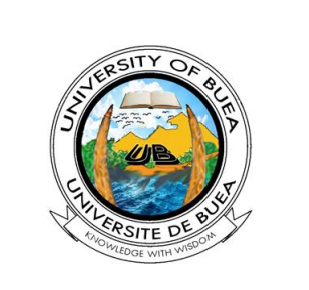 UNIVERSITY OF BUEA
UB
UNIVERSITE DE BUEA
KNOWLEDGE WITH WISDOM